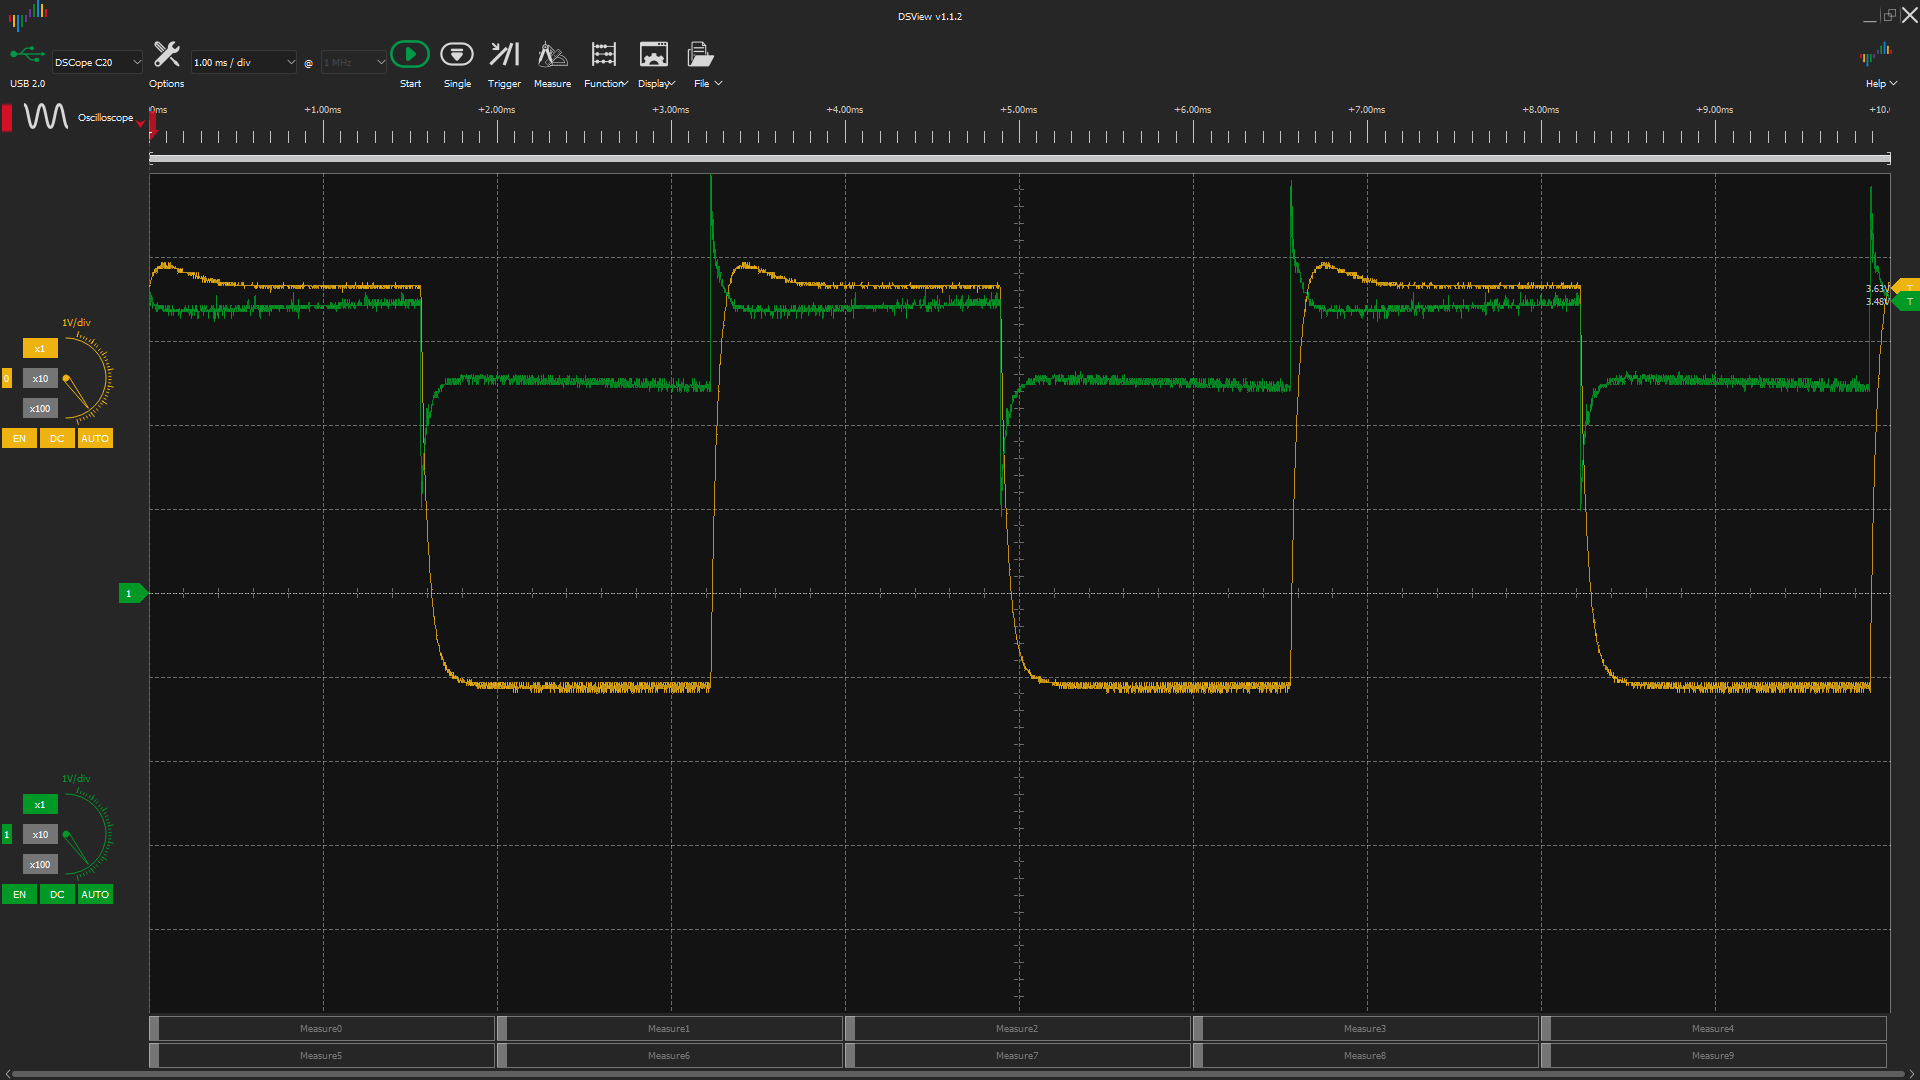 DSView v1.1.2
USB 2.0
DSCope C20
Options
1.00 ms / div
@
1 MHz
Start
Single
Trigger
Measure
Function
Display
File
Help
Oscilloscope
0ms
+1.00ms
+2.00ms
+3.00ms
+4.00ms
+5.00ms
+6.00ms
+7.00ms
+8.00ms
+9.00ms
+10.
1V/div
x1
0
x10
x100
EN
DC
AUTO
3.63V
T
3.48V
T
1
1V/div
x1
1
x10
x100
EN
DC
AUTO
Measure0
Measure1
Measure2
Measure3
Measure4
Measure5
Measure6
Measure7
Measure8
Measure9